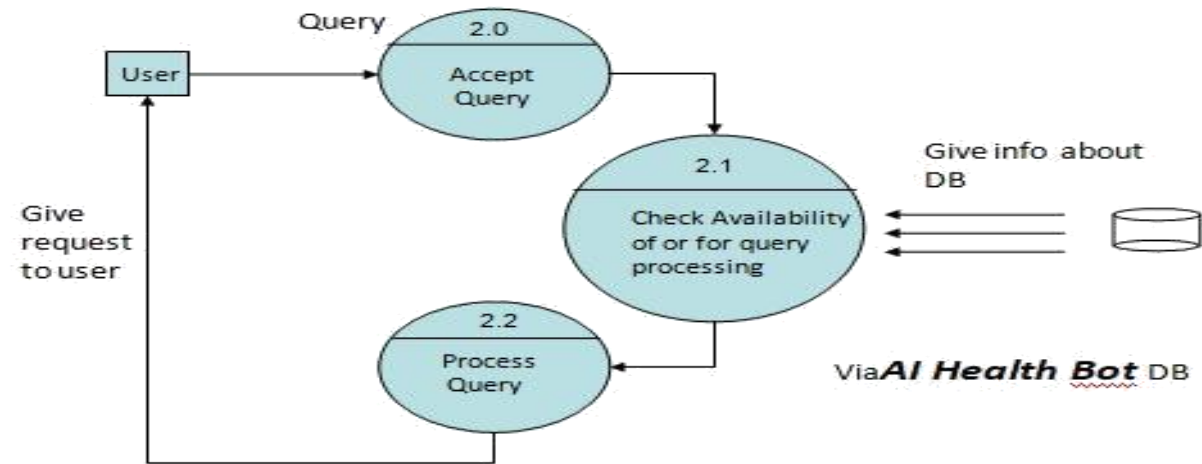 Query
2.0
User
Accept
Query
2.1
Give info about
DB
Check Availability
of or for query
processing
Give
request
to user
2.2
Process
Query
ViaAI Health Bot DB